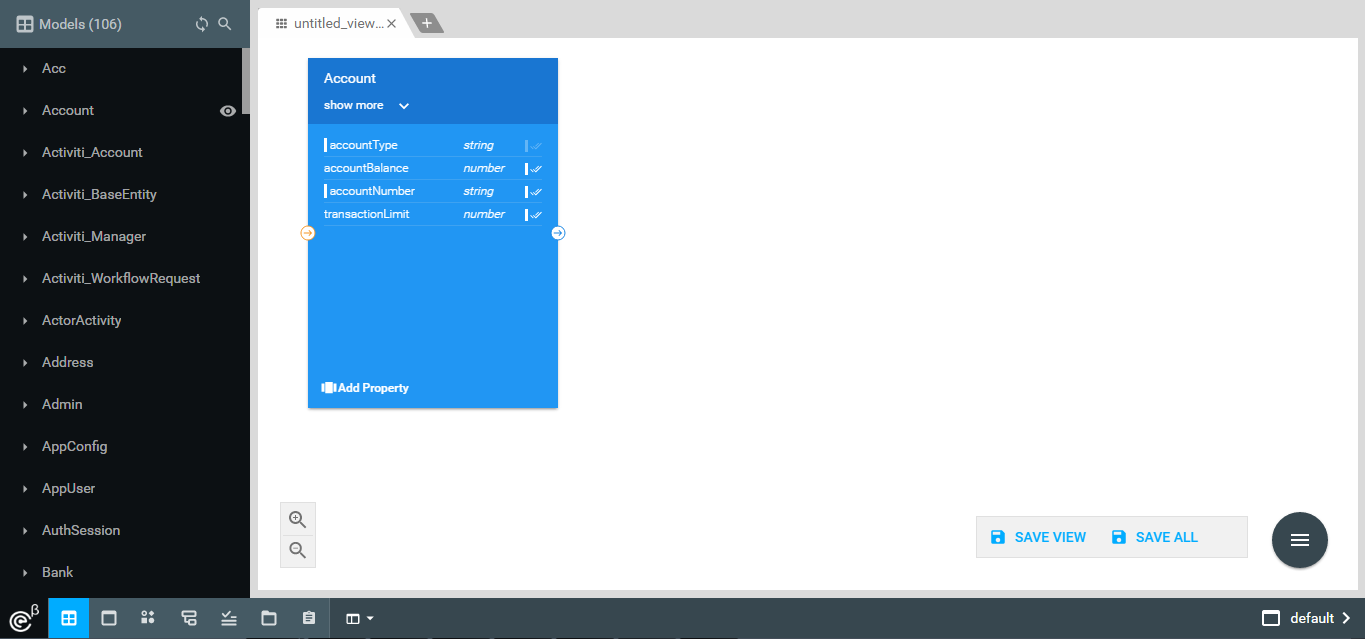 Models (106)
untitled_view...
Acc
Account
Activiti_Account
Activiti_BaseEntity
Activiti_Manager
Activiti_WorkflowRequest
ActorActivity
Address
Admin
AppConfig
AppUser
AuthSession
Bank
Account
show more
accountType string
accountBalance number
accountNumber string
transactionLimit number
Add Property
SAVE VIEW SAVE ALL
β
default